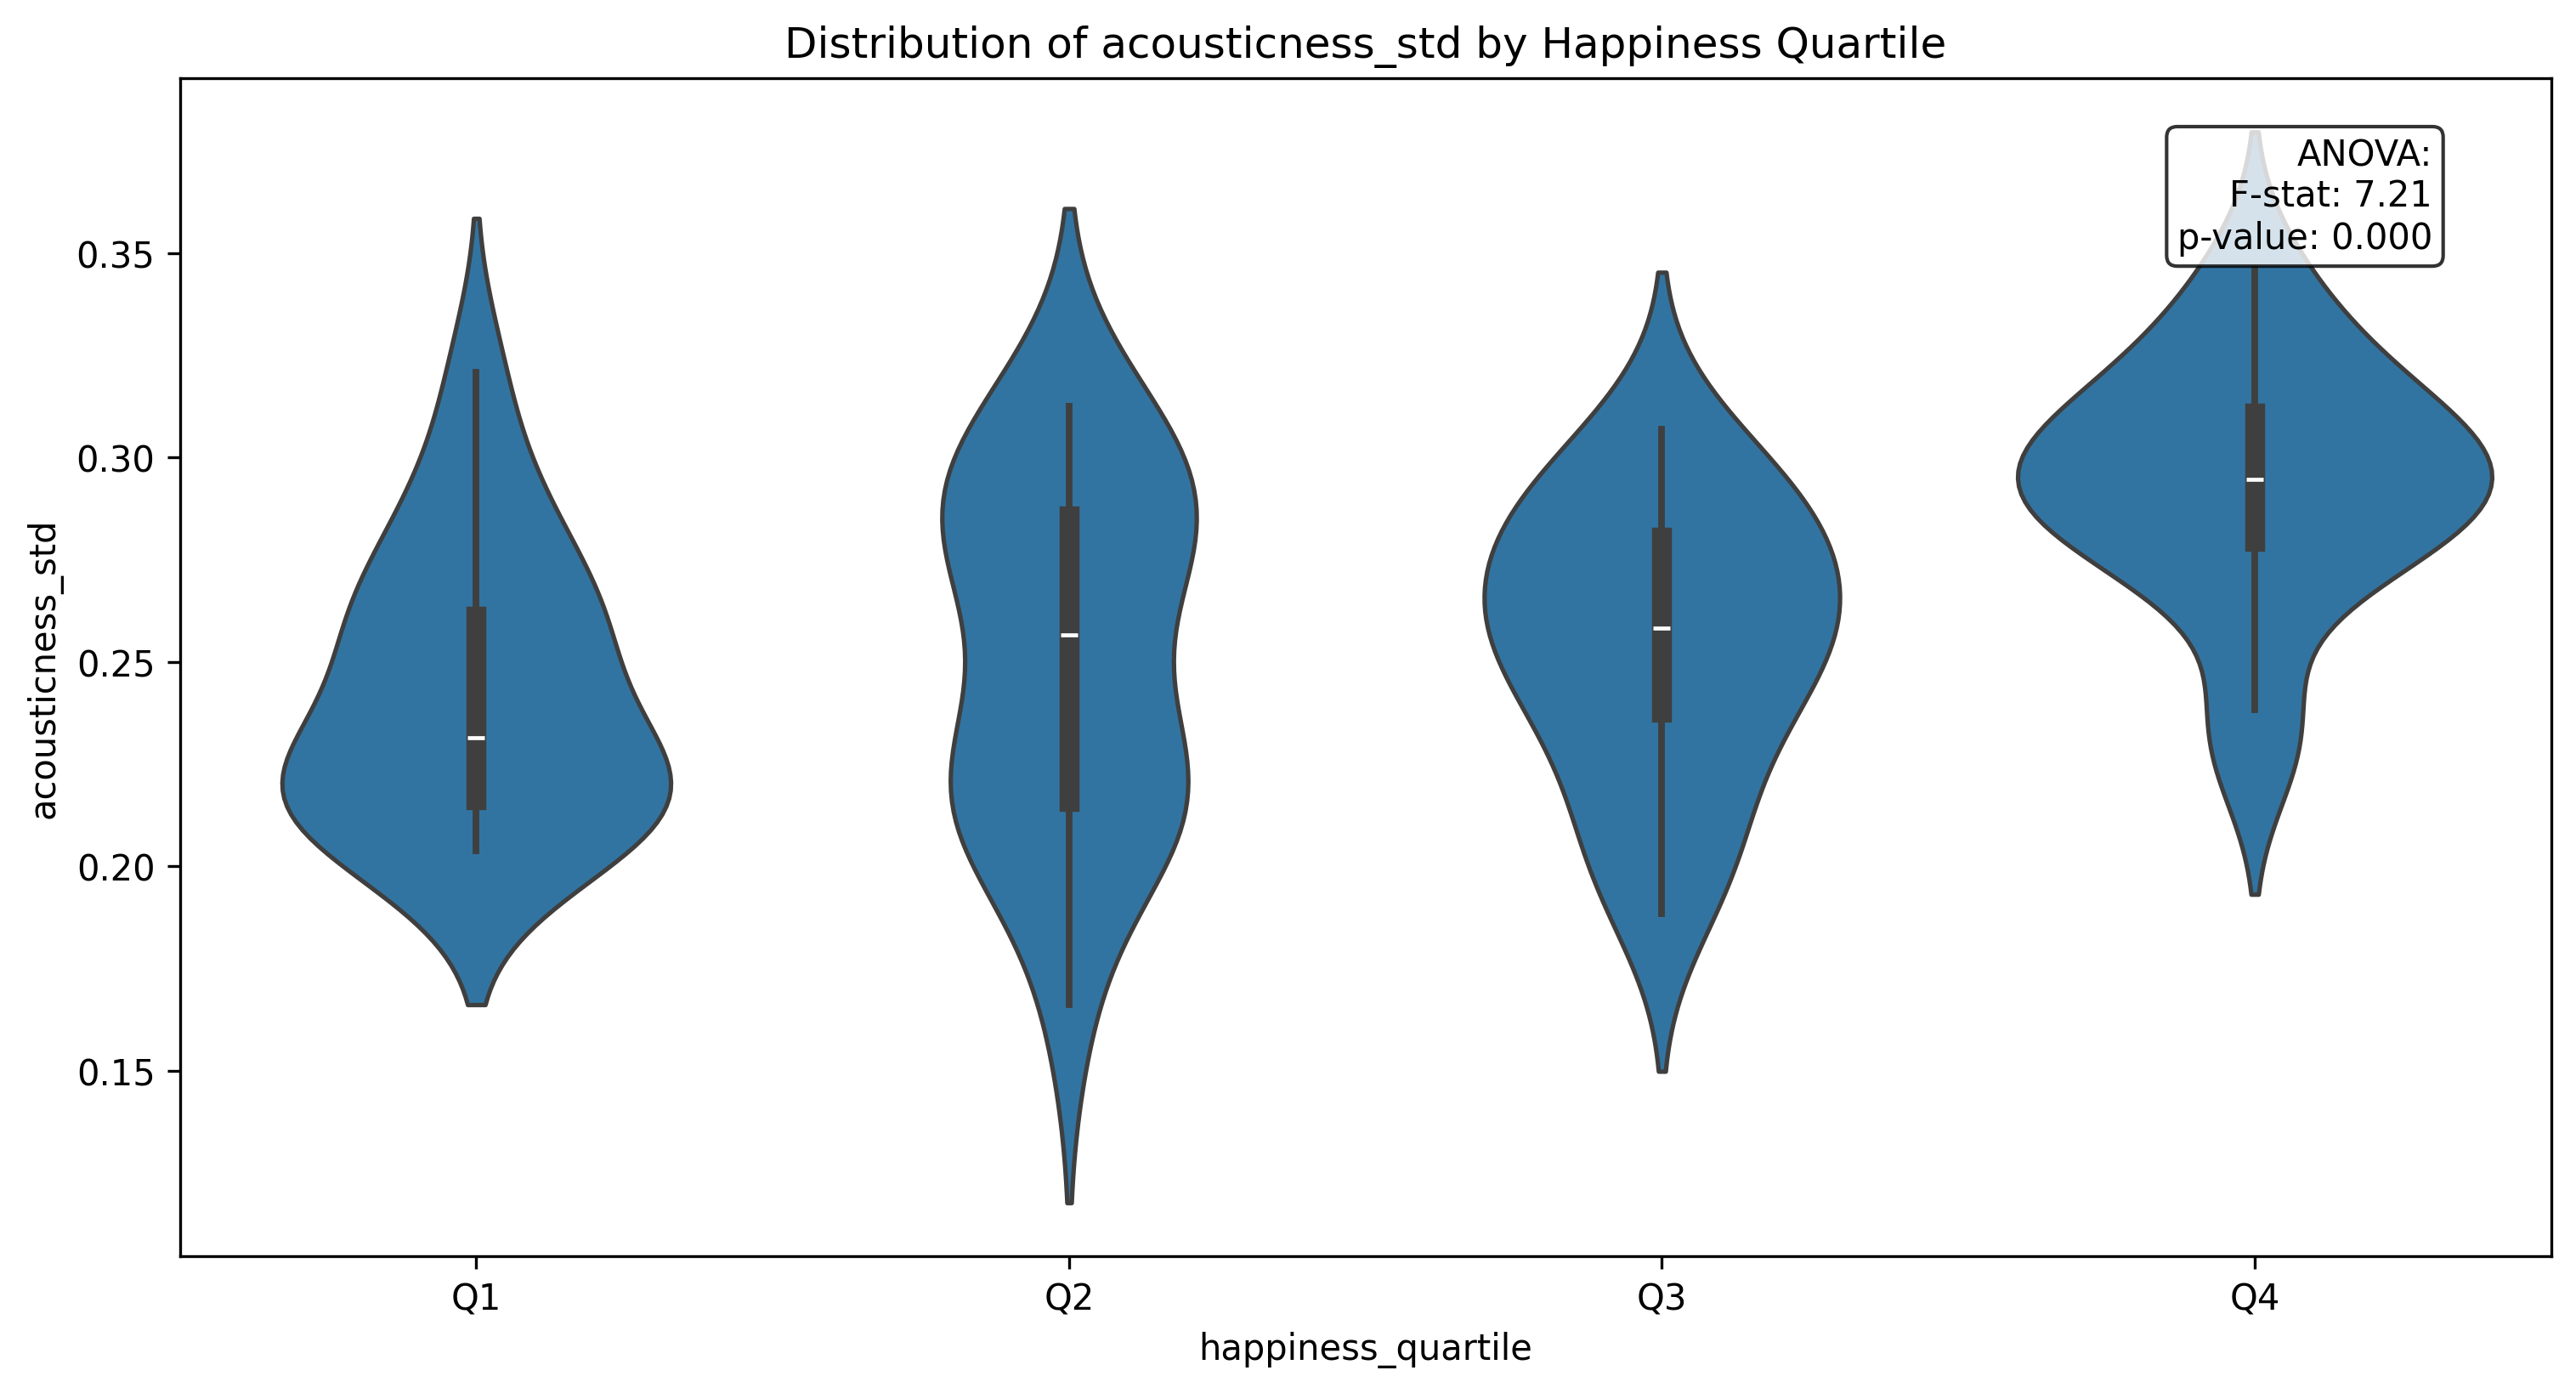 Distribution of acousticness_std by Happiness Quartile
ANOVA:
F-stat: 7.21
p-value: 0.000
acousticness_std
0.35
0.30
0.25
0.20
0.15
Q1
Q2
Q3
Q4
happiness_quartile